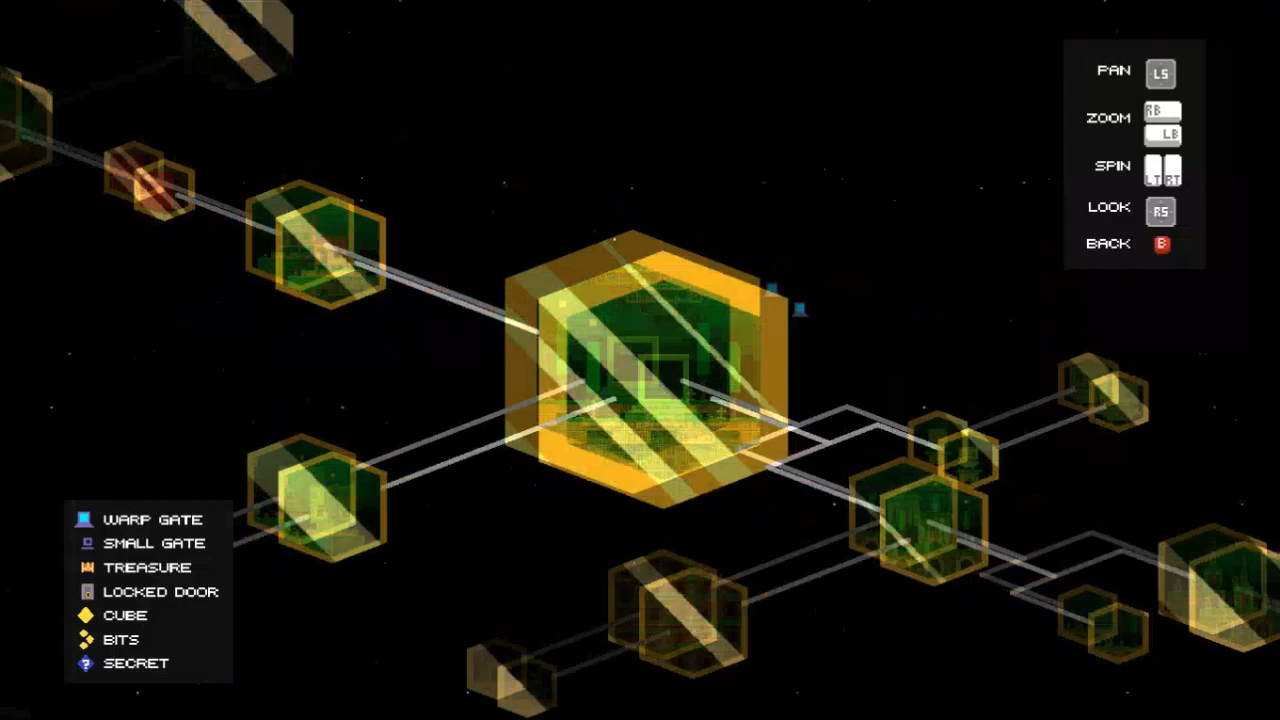 PAN LS
ZOOM RB
LB
SPIN LT RT
LOOK RS
BACK B
WARP GATE
SMALL GATE
TREASURE
LOCKED DOOR
CUBE
BITS
? SECRET